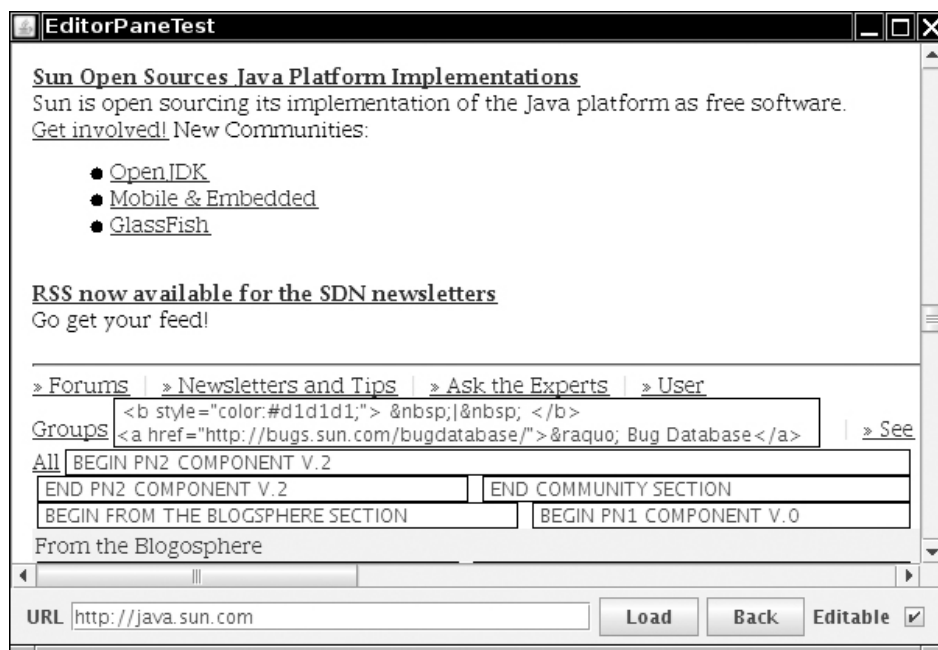 EditorPaneTest
Sun Open Sources Java Platform Implementations
Sun is open sourcing its implementation of the Java platform as free software.
Get involved! New Communities:
● OpenJDK
● Mobile & Embedded
● GlassFish
RSS now available for the SDN newsletters
Go get your feed!
» Forums | » Newsletters and Tips | » Ask the Experts | » User
<b style="color:#d1d1d1;"> &nbsp;|&nbsp; </b>
Groups <a href="http://bugs.sun.com/bugdatabase/">&raquo; Bug Database</a> | » See
All BEGIN PN2 COMPONENT V.2
END PN2 COMPONENT V.2 END COMMUNITY SECTION
BEGIN FROM THE BLOGSPHERE SECTION BEGIN PN1 COMPONENT V.0
From the Blogosphere
URL http://java.sun.com Load Back Editable